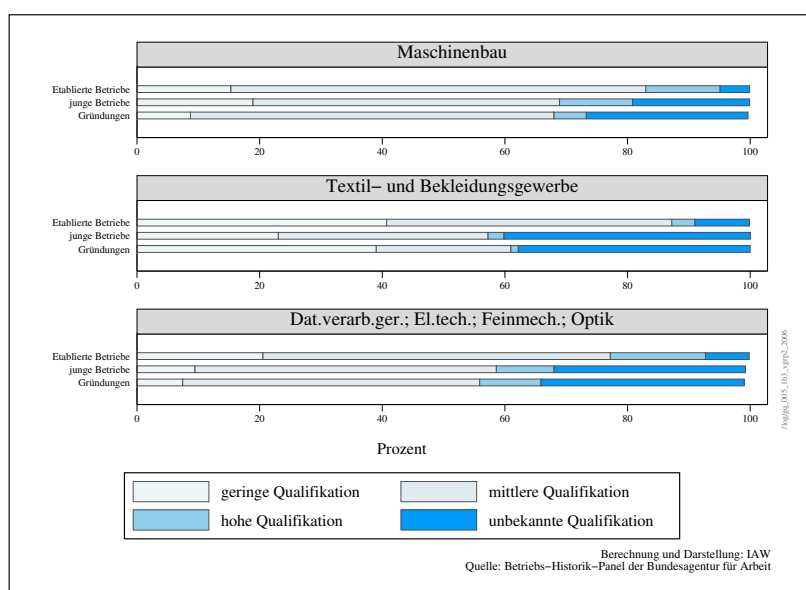 Maschinenbau
Etablierte Betriebe
junge Betriebe
Gründungen
0 20 40 60 80 100
Textil− und Bekleidungsgewerbe
Etablierte Betriebe
junge Betriebe
Gründungen
0 20 40 60 80 100
Dat.verarb.ger.; El.tech.; Feinmech.; Optik
Etablierte Betriebe
junge Betriebe
Gründungen
0 20 40 60 80 100
Prozent
geringe Qualifikation mittlere Qualifikation
hohe Qualifikation unbekannte Qualifikation
Berechnung und Darstellung: IAW
Quelle: Betriebs−Historik−Panel der Bundesagentur für Arbeit